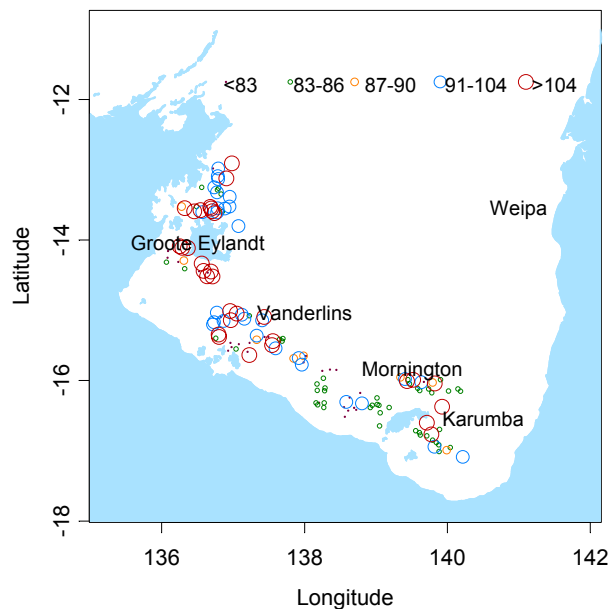 <83 83-86 87-90 91-104 >104
-12
Weipa
-14
Groote Eylandt
Vanderlins
Mornington
-16
Karumba
-18
Latitude
136 138 140 142
Longitude